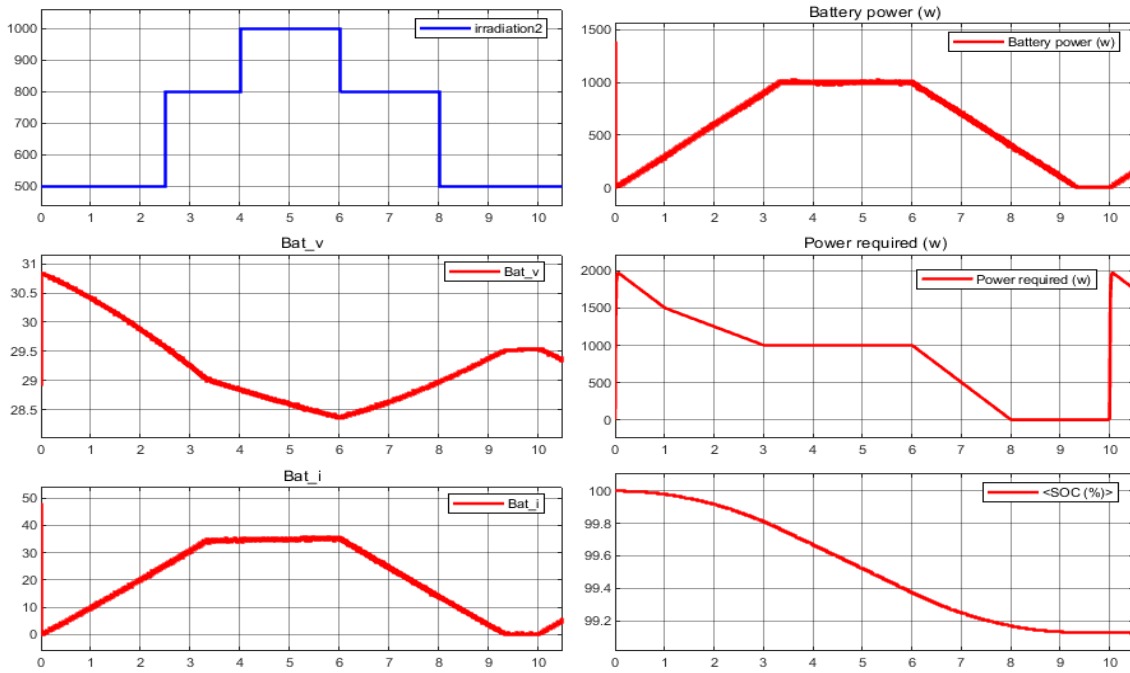 irradiation2
1000
900
800
700
600
500
0 1 2 3 4 5 6 7 8 9 10
Battery power (w)
Battery power (w)
1500
1000
500
0
0 1 2 3 4 5 6 7 8 9 10
Bat_v
Bat_v
31
30.5
30
29.5
29
28.5
0 1 2 3 4 5 6 7 8 9 10
Power required (w)
Power required (w)
2000
1500
1000
500
0
0 1 2 3 4 5 6 7 8 9 10
Bat_i
Bat_i
50
40
30
20
10
0
0 1 2 3 4 5 6 7 8 9 10
<SOC (%)>
100
99.8
99.6
99.4
99.2
0 1 2 3 4 5 6 7 8 9 10